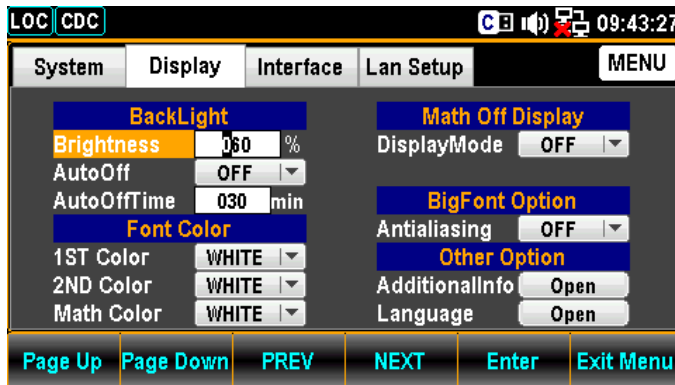 LOC CDC C 09:43:27
System Display Interface Lan Setup MENU
BackLight
Brightness 060 %
AutoOff OFF
AutoOffTime 030 min
Font Color
1ST Color WHITE
2ND Color WHITE
Math Color WHITE
Math Off Display
DisplayMode OFF
BigFont Option
Antialiasing OFF
Other Option
AdditionalInfo Open
Language Open
Page Up Page Down PREV NEXT Enter Exit Menu